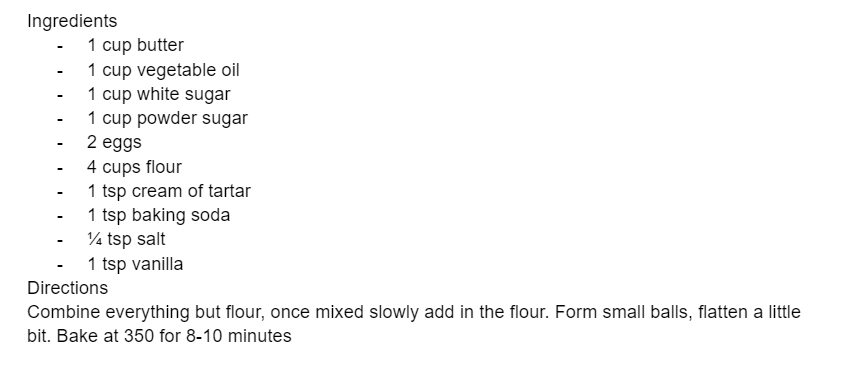 Ingredients
- 1 cup butter
- 1 cup vegetable oil
- 1 cup white sugar
- 1 cup powder sugar
- 2 eggs
- 4 cups flour
- 1 tsp cream of tartar
- 1 tsp baking soda
- ¼ tsp salt
- 1 tsp vanilla
Directions
Combine everything but flour, once mixed slowly add in the flour. Form small balls, flatten a little
bit. Bake at 350 for 8-10 minutes